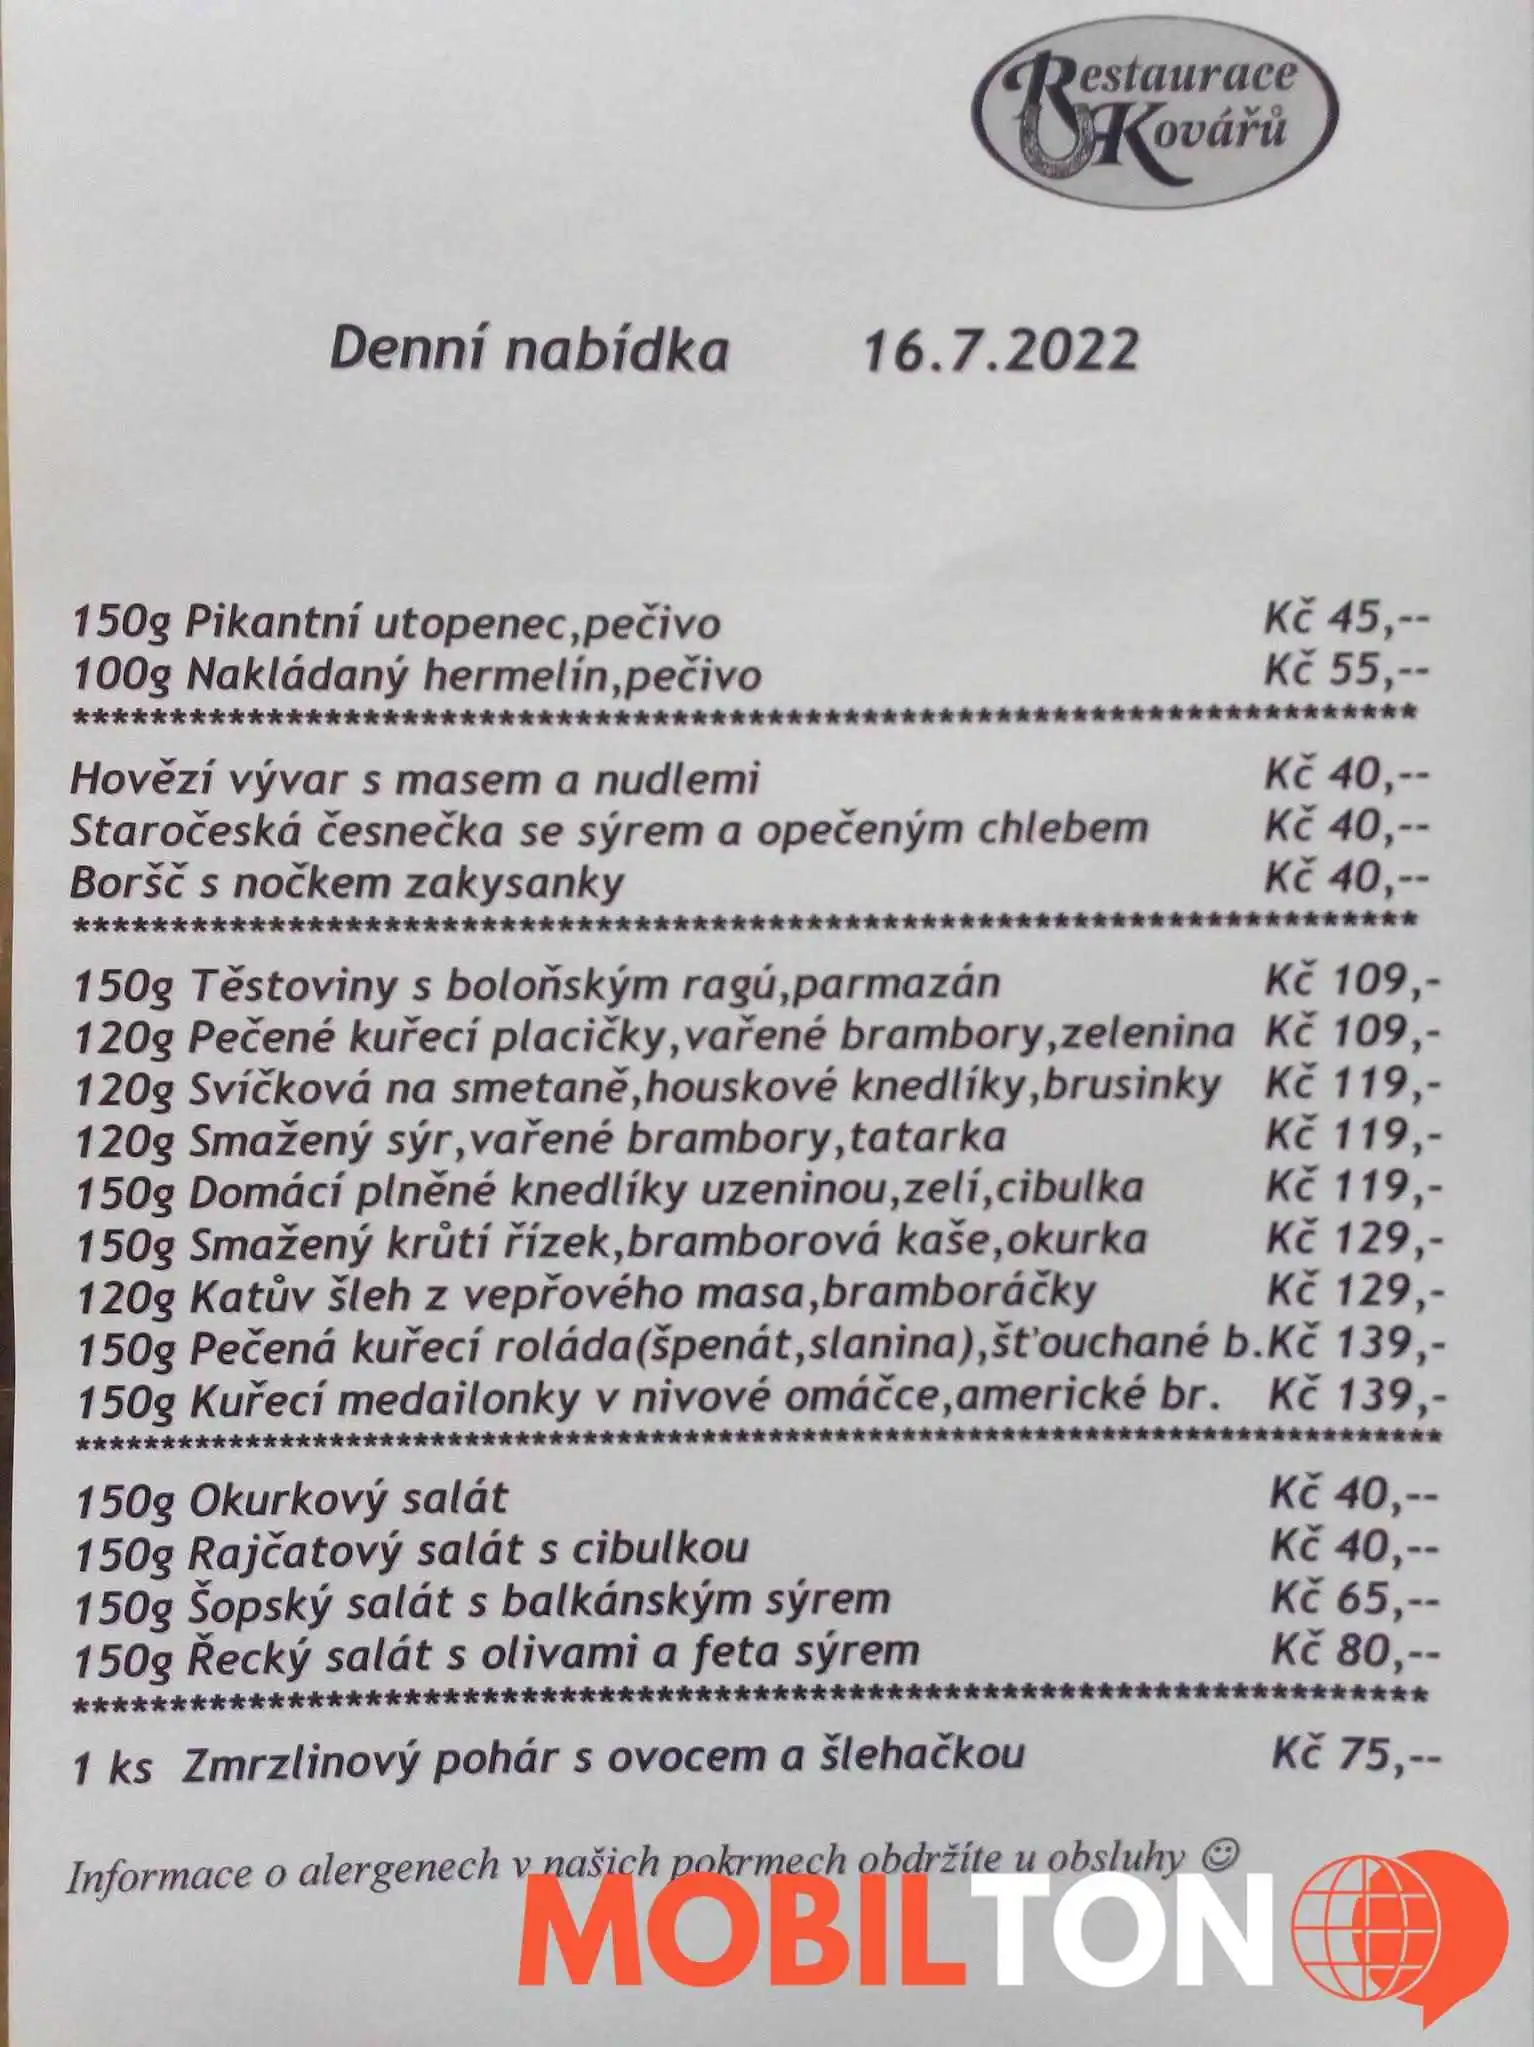 Restaurace
Kovářů
Denní nabídka 16.7.2022
150g Pikantní utopenec,pečivo Kč 45,--
100g Nakládaný hermelín,pečivo Kč 55,--
**********************************************************************
Hovězí vývar s masem a nudlemi Kč 40,--
Staročeská česnečka se sýrem a opečeným chlebem Kč 40,--
Boršč s nočkem zakysanky Kč 40,--
**********************************************************************
150g Těstoviny s boloňským ragú,parmazán Kč 109,-
120g Pečené kuřecí placičky,vařené brambory,zelenina Kč 109,-
120g Svíčková na smetaně,houskové knedlíky,brusinky Kč 119,-
120g Smažený sýr,vařené brambory,tatarka Kč 119,-
150g Domácí plněné knedlíky uzeninou,zelí,cibulka Kč 119,-
150g Smažený krůtí řízek,bramborová kaše,okurka Kč 129,-
120g Katův šleh z vepřového masa,bramboráčky Kč 129,-
150g Pečená kuřecí roláda(špenát,slanina),šťouchané b.Kč 139,-
150g Kuřecí medailonky v nivové omáčce,americké br. Kč 139,-
**********************************************************************
150g Okurkový salát Kč 40,--
150g Rajčatový salát s cibulkou Kč 40,--
150g Šopský salát s balkánským sýrem Kč 65,--
150g Řecký salát s olivami a feta sýrem Kč 80,--
**********************************************************************
1 ks Zmrzlinový pohár s ovocem a šlehačkou Kč 75,--
Informace o alergenech v našich pokrmech obdržíte u obsluhy ☺
MOBILTON